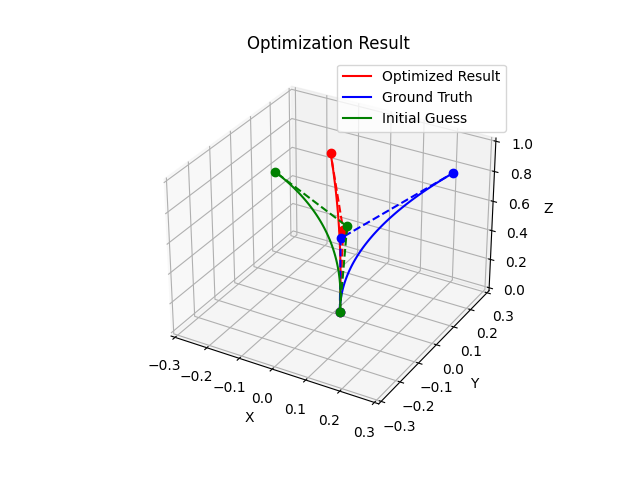 Optimization Result
Optimized Result
Ground Truth
Initial Guess
1.0
0.8
0.6
0.4
0.2
0.0
Z
−0.3
−0.2
−0.1
0.0
0.1
0.2
0.3
X
−0.3
−0.2
−0.1
0.0
0.1
0.2
0.3
Y